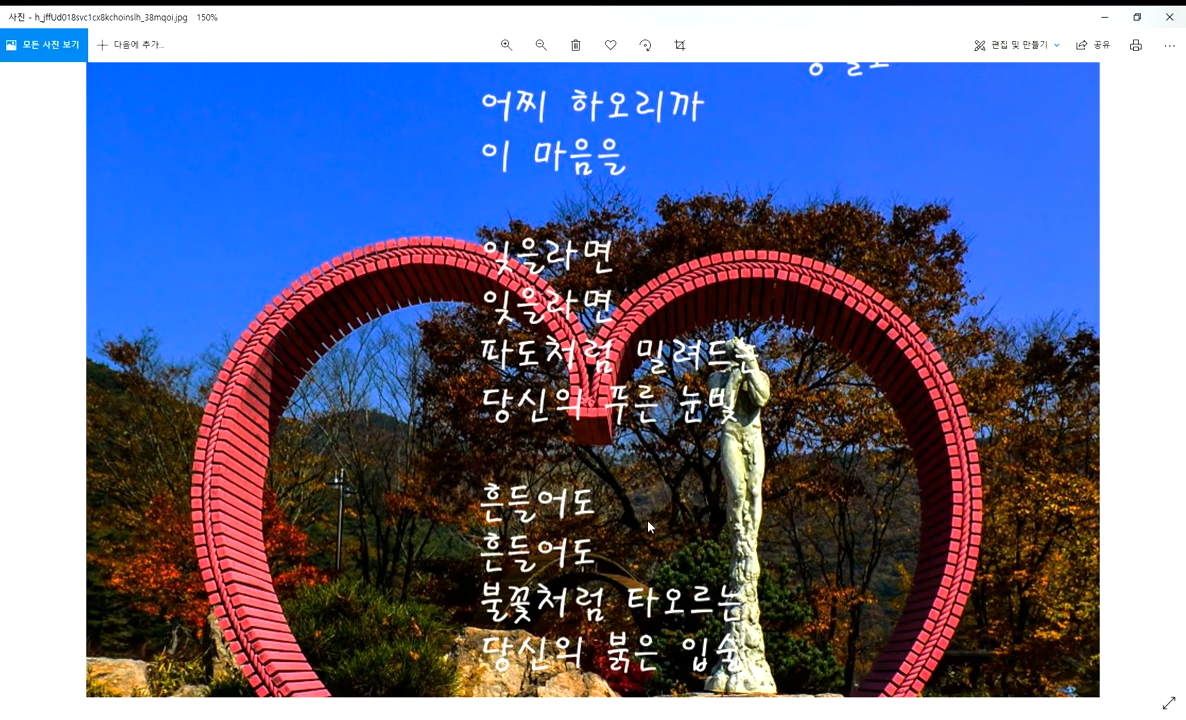 사진 - h_jffUd018svc1cx8kchoinslh_38mqoi.jpg 150%
모든 사진 보기 다음에 추가... 편집 및 만들기 공유
어찌 하오리까
이 마음을
잊을라면
잊을라면
파도처럼 밀려드는
당신의 푸른 눈빛
흔들어도
흔들어도
불꽃처럼 타오르는
당신의 붉은 입술